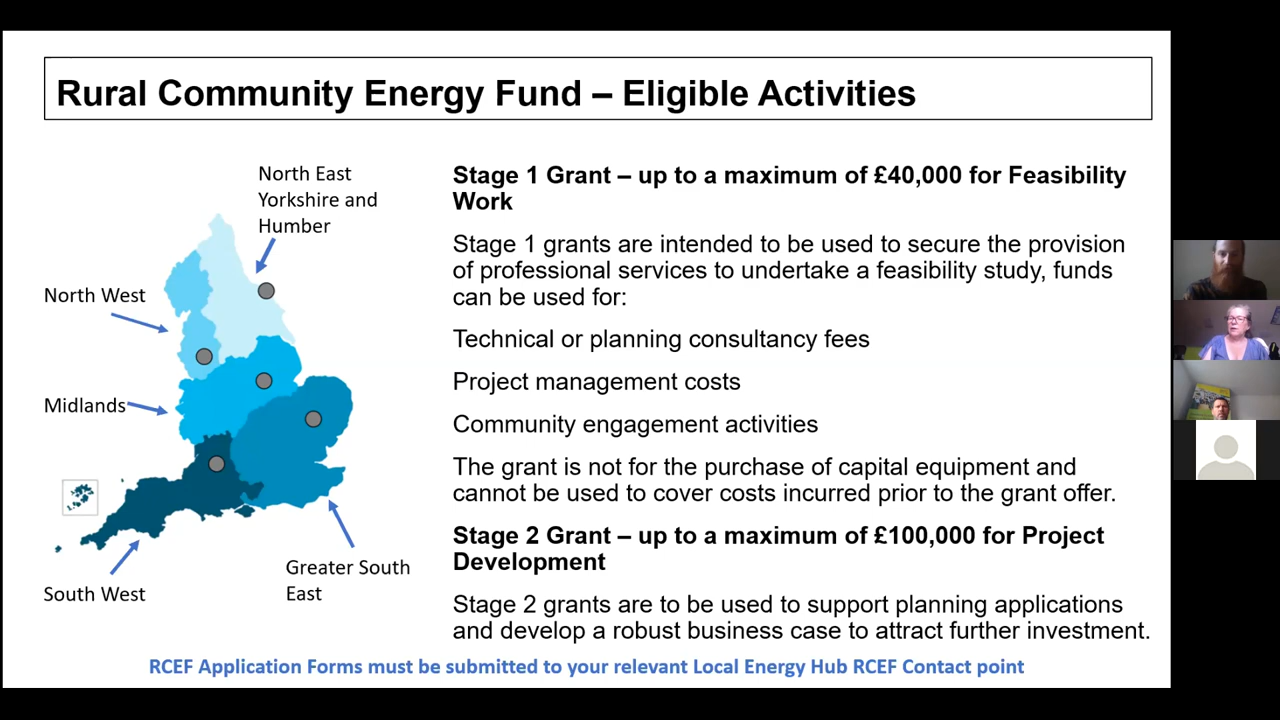 Rural Community Energy Fund – Eligible Activities
North East
Yorkshire and
Humber
North West
Midlands
South West
Greater South
East
Stage 1 Grant – up to a maximum of £40,000 for Feasibility
Work
Stage 1 grants are intended to be used to secure the provision
of professional services to undertake a feasibility study, funds
can be used for:
Technical or planning consultancy fees
Project management costs
Community engagement activities
The grant is not for the purchase of capital equipment and
cannot be used to cover costs incurred prior to the grant offer.
Stage 2 Grant – up to a maximum of £100,000 for Project
Development
Stage 2 grants are to be used to support planning applications
and develop a robust business case to attract further investment.
RCEF Application Forms must be submitted to your relevant Local Energy Hub RCEF Contact point